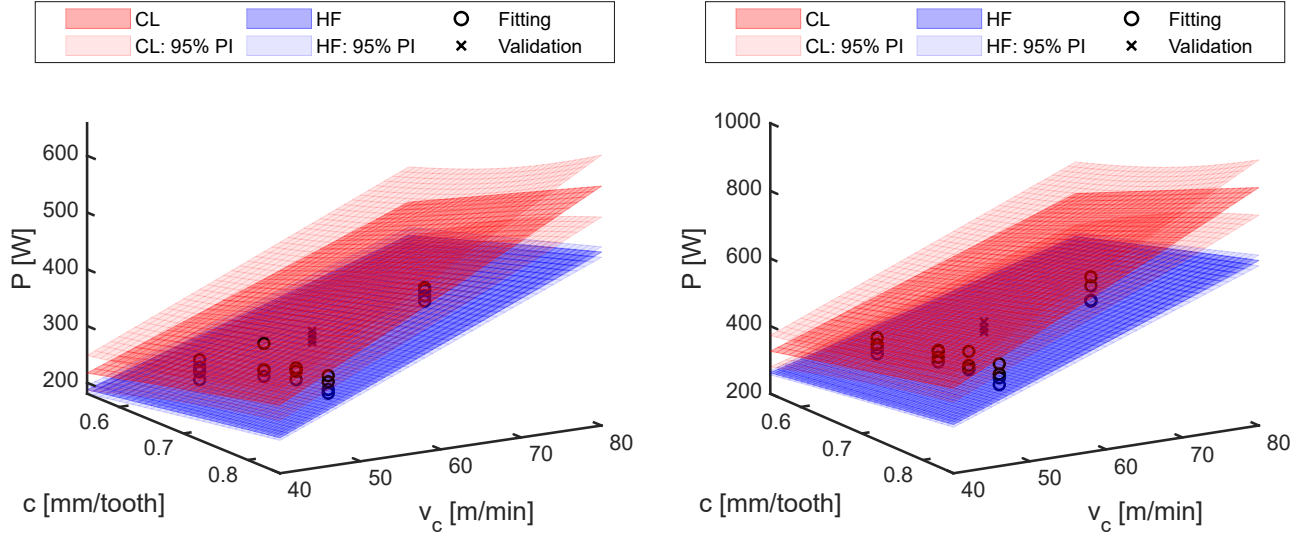 CL
HF
Fitting
CL: 95% PI
HF: 95% PI
Validation
600
500
400
300
200
P [W]
0.6
0.7
0.8
c [mm/tooth]
40
50
60
70
80
v_c [m/min]
CL
HF
Fitting
CL: 95% PI
HF: 95% PI
Validation
1000
800
600
400
200
P [W]
0.6
0.7
0.8
c [mm/tooth]
40
50
60
70
80
v_c [m/min]